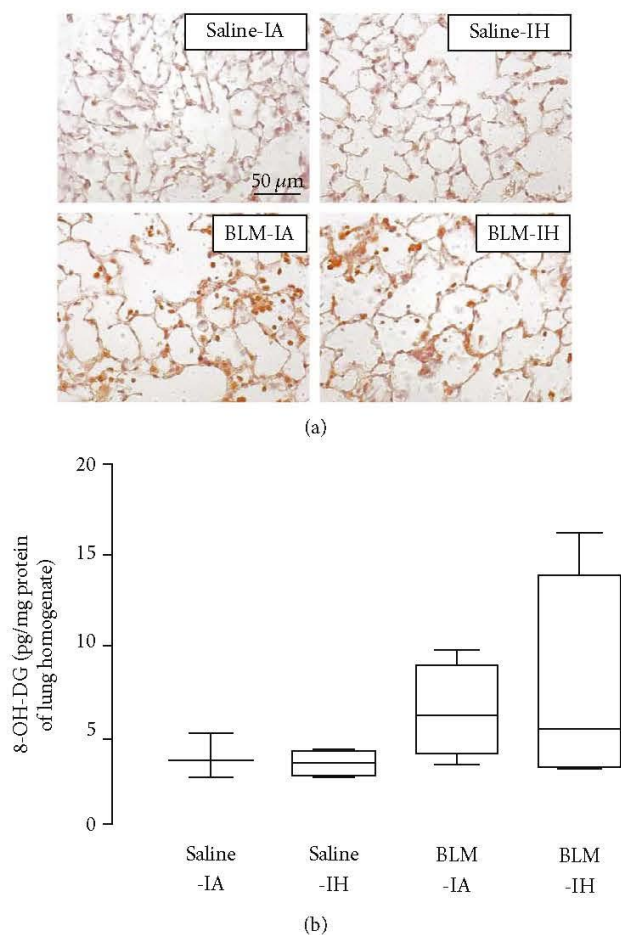 Saline-IA
Saline-IH
50 μm
BLM-IA
BLM-IH
(a)
20
15
10
5
0
8-OH-DG (pg/mg protein
of lung homogenate)
Saline
-IA
Saline
-IH
BLM
-IA
BLM
-IH
(b)